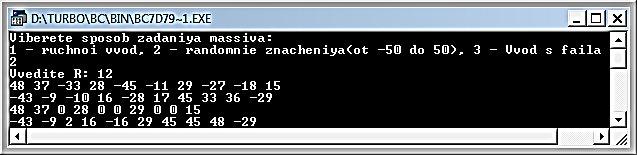 D:\TURBO\BC\BIN\BC7D79~1.EXE
Viberete sposob zadaniya massiva:
1 - ruchnoi vvod, 2 - randomnie znacheniya(ot -50 do 50), 3 - Vvod s faila
2
Vvedite R: 12
48 37 -33 28 -45 -11 29 -27 -18 15
-43 -9 -10 16 -28 17 45 33 36 -29
48 37 0 28 0 0 29 0 0 15
-43 -9 2 16 -16 29 45 45 48 -29